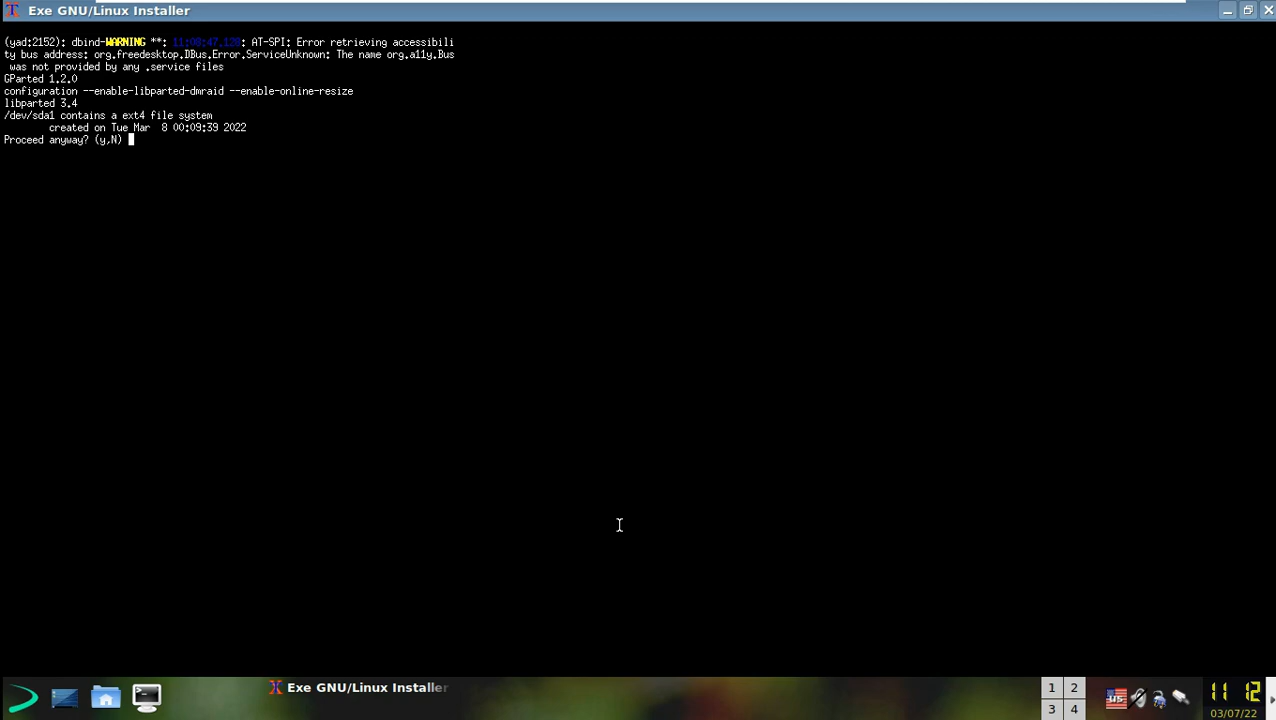 Exe GNU/Linux Installer
(yad:2152): dbind-WARNING **: 11:08:47.128: AT-SPI: Error retrieving accessibili
ty bus address: org.freedesktop.DBus.Error.ServiceUnknown: The name org.a11y.Bus
 was not provided by any .service files
GParted 1.2.0
configuration --enable-libparted-dmraid --enable-online-resize
libparted 3.4
/dev/sda1 contains a ext4 file system
created on Tue Mar  8 00:09:39 2022
Proceed anyway? (y,N)
Exe GNU/Linux Installer
1 2
3 4
us
11 12
03/07/22